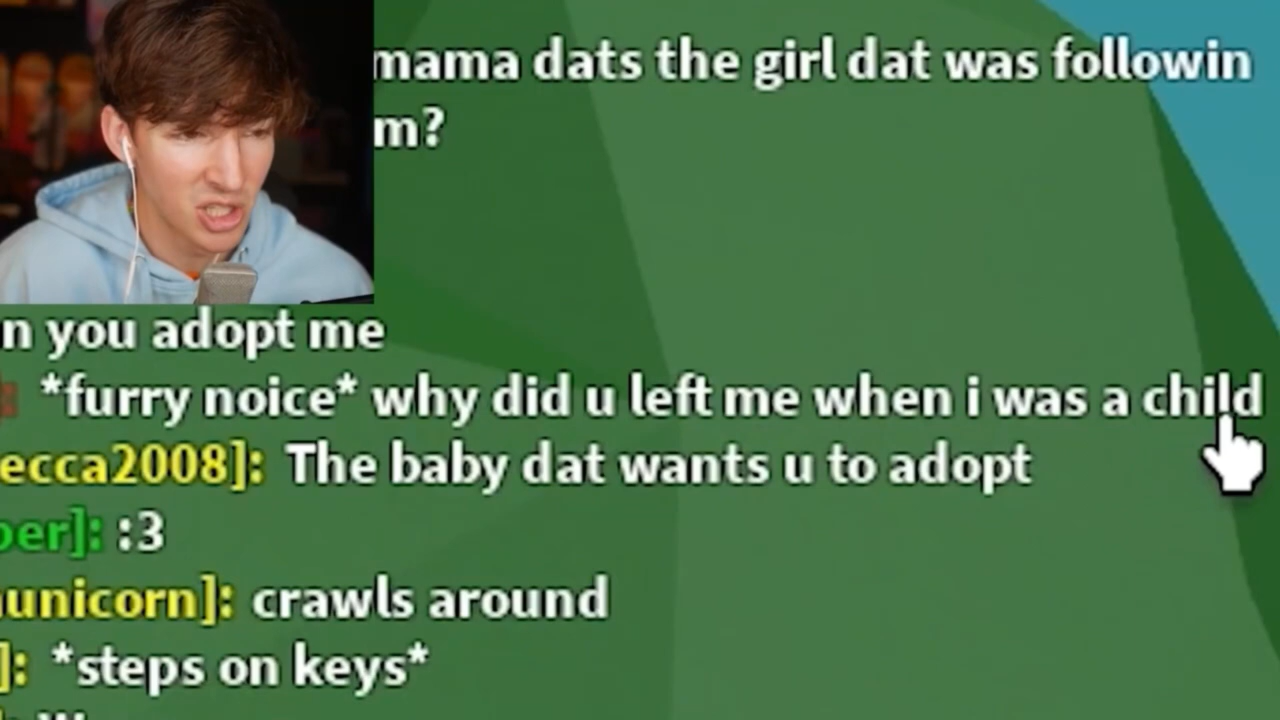 mama dats the girl dat was followin
m?
n you adopt me
: *furry noice* why did u left me when i was a child
ecca2008]: The baby dat wants u to adopt
ber]: :3
unicorn]: crawls around
]: *steps on keys*